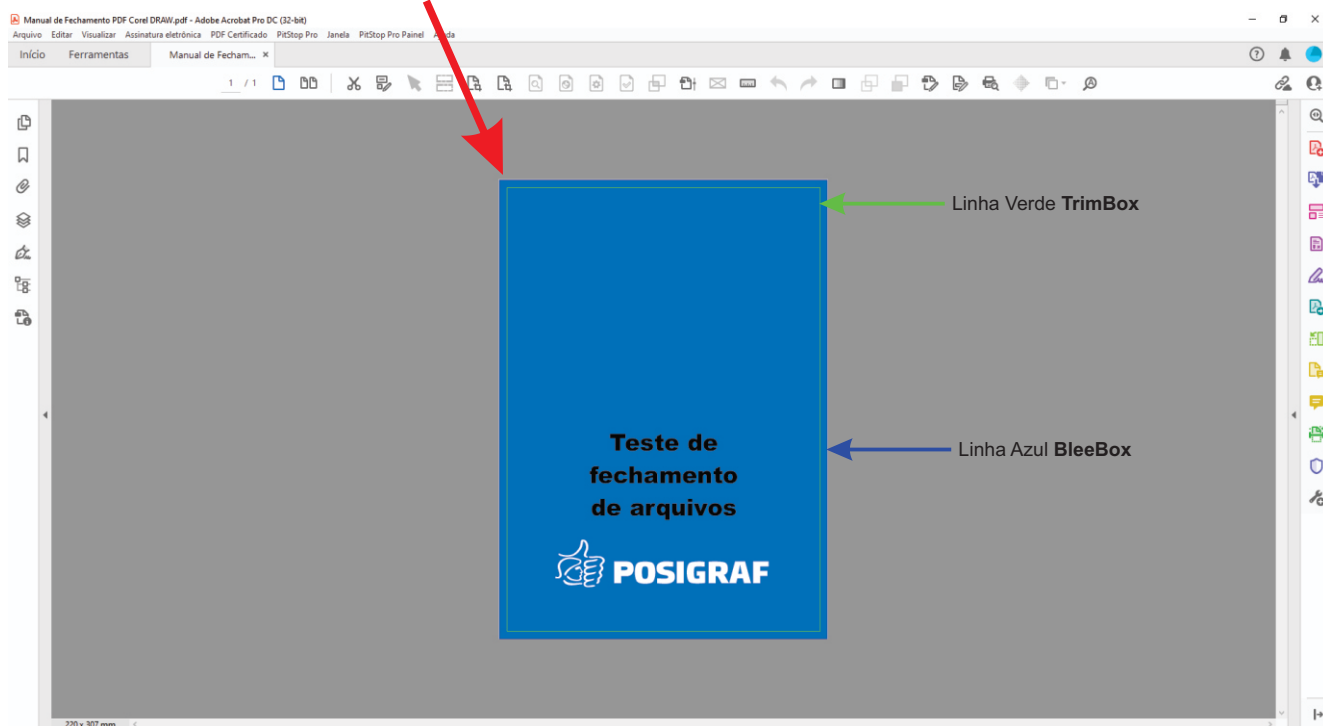 Manual de Fechamento PDF Corel DRAW.pdf - Adobe Acrobat Pro DC (32-bit)
Arquivo Editar Visualizar Assinatura eletrônica PDF Certificado PitStop Pro Janela PitStop Pro Painel
Início Ferramentas Manual de Fecham... ×
1 / 1
Linha Verde TrimBox
Linha Azul BleeBox
Teste de
fechamento
de arquivos
POSIGRAF
220 x 307 mm